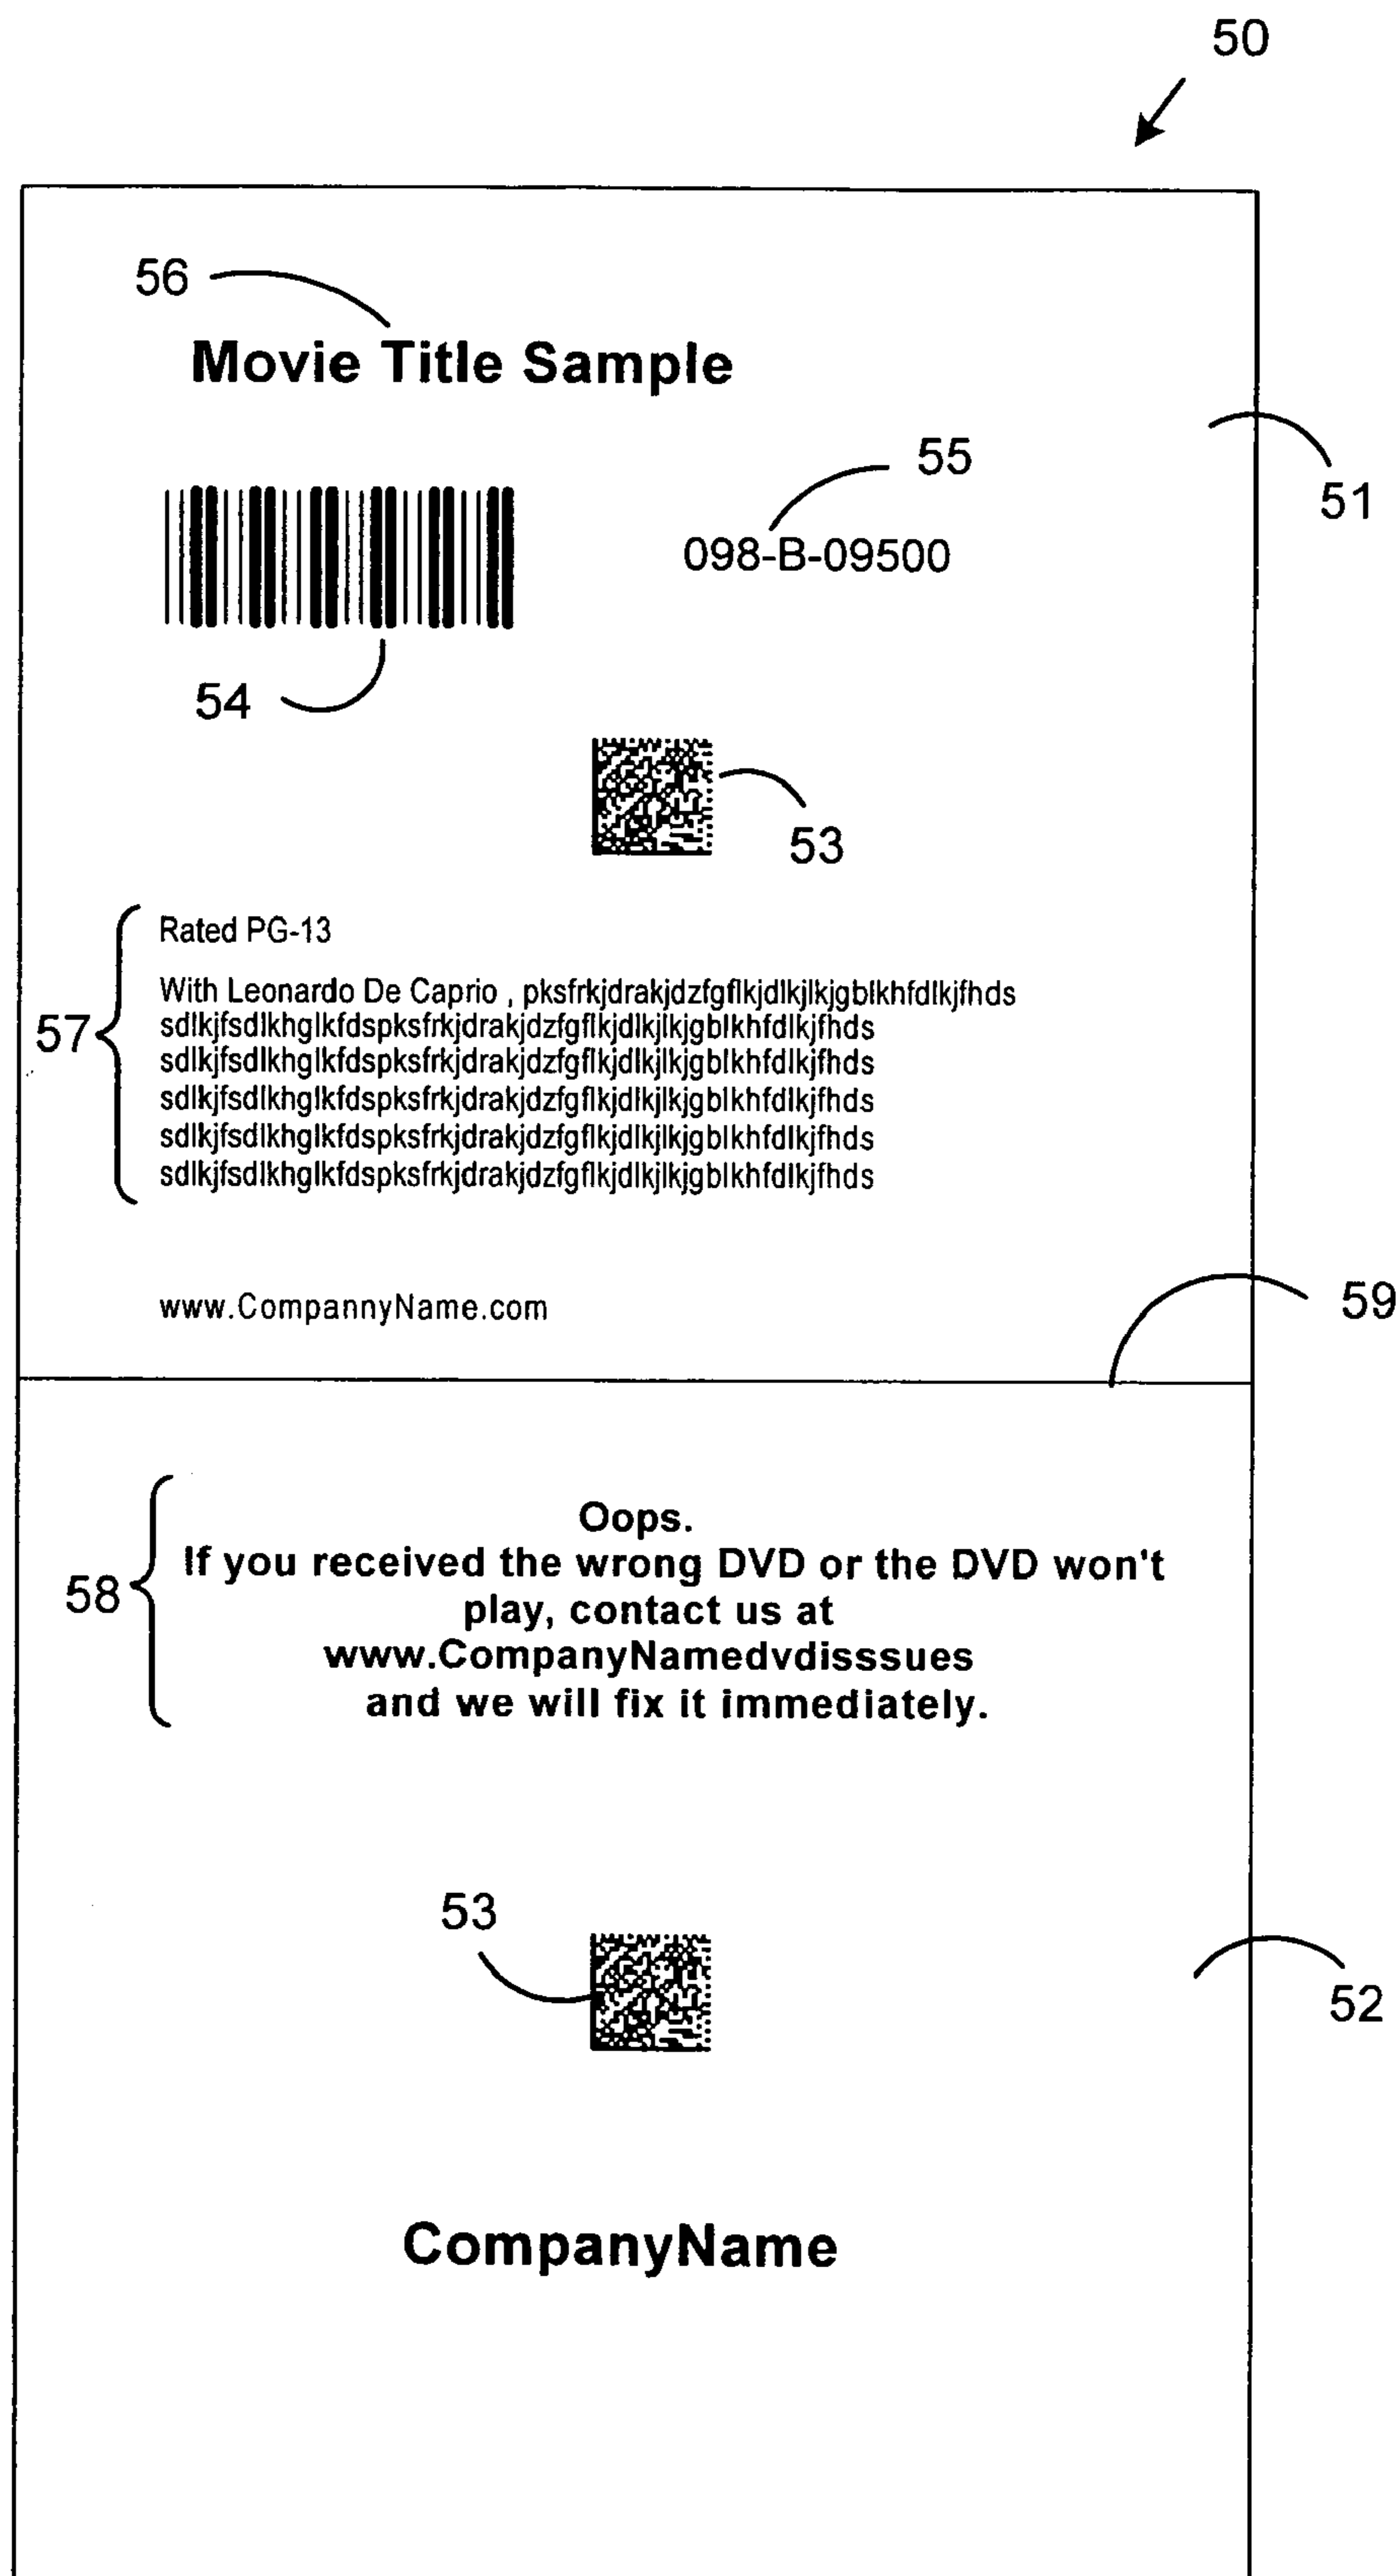 50
56
Movie Title Sample
55
51
098-B-09500
54
53
Rated PG-13
With Leonardo De Caprio , pksfrkjdrakjdzfgflkjdlkjlkjgblkhfdlkjfhds
57
sdlkjfsdlkhglkfdspksfrkjdrakjdzfgflkjdlkjlkjgblkhfdlkjfhds
sdlkjfsdlkhglkfdspksfrkjdrakjdzfgflkjdlkjlkjgblkhfdlkjfhds
sdlkjfsdlkhglkfdspksfrkjdrakjdzfgflkjdlkjlkjgblkhfdlkjfhds
sdlkjfsdlkhglkfdspksfrkjdrakjdzfgflkjdlkjlkjgblkhfdlkjfhds
sdlkjfsdlkhglkfdspksfrkjdrakjdzfgflkjdlkjlkjgblkhfdlkjfhds
59
www.CompannyName.com
Oops.
If you received the wrong DVD or the DVD won't
58
play, contact us at
www.CompanyNamedvdisssues
and we will fix it immediately.
53
52
CompanyName